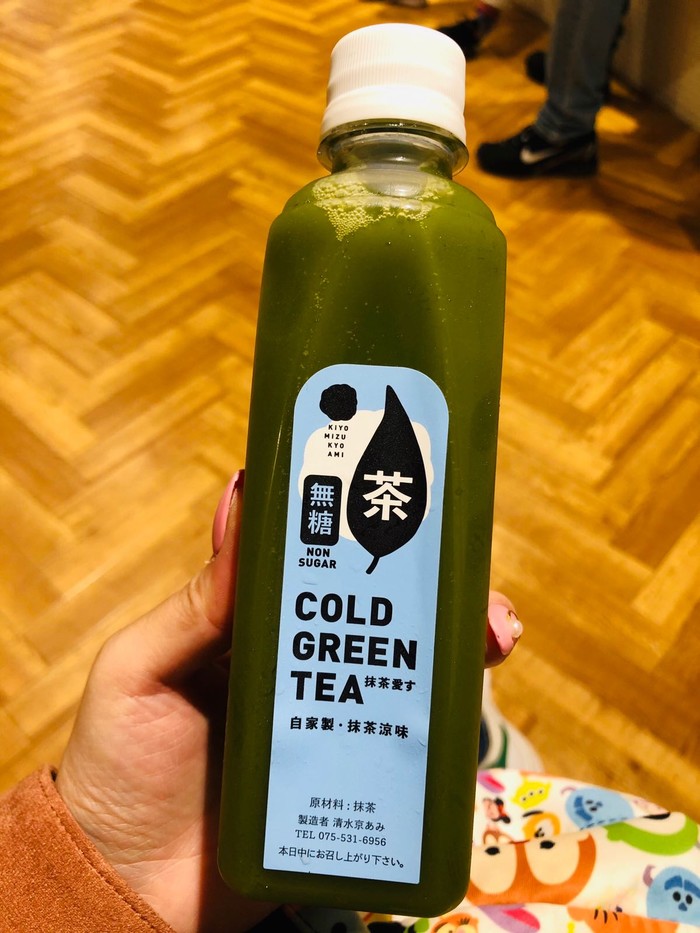 KIYO
MIZU
KYO
AMI
茶
無糖
NON
SUGAR
COLD
GREEN
TEA 抹茶愛す
自家製・抹茶涼味
原材料:抹茶
製造者 清水京あみ
TEL 075-531-6956
本日中にお召し上がり下さい。